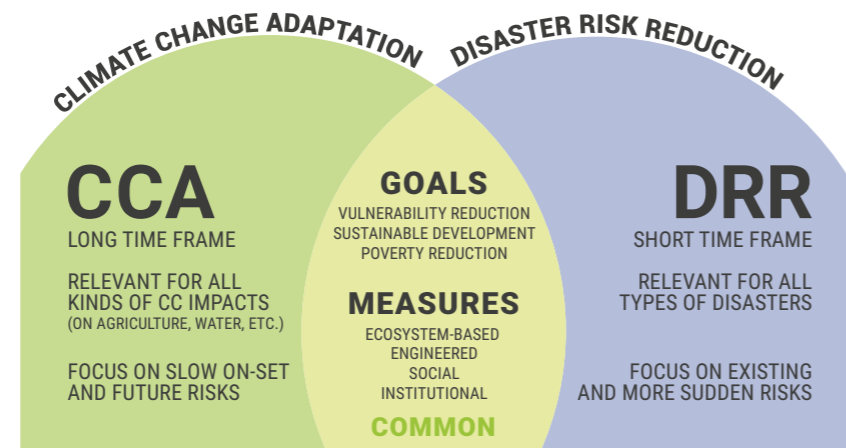 CLIMATE CHANGE ADAPTATION
DISASTER RISK REDUCTION
CCA
LONG TIME FRAME
RELEVANT FOR ALL
KINDS OF CC IMPACTS
(ON AGRICULTURE, WATER, ETC.)
FOCUS ON SLOW ON-SET
AND FUTURE RISKS
GOALS
VULNERABILITY REDUCTION
SUSTAINABLE DEVELOPMENT
POVERTY REDUCTION
MEASURES
ECOSYSTEM-BASED
ENGINEERED
SOCIAL
INSTITUTIONAL
COMMON
DRR
SHORT TIME FRAME
RELEVANT FOR ALL
TYPES OF DISASTERS
FOCUS ON EXISTING
AND MORE SUDDEN RISKS